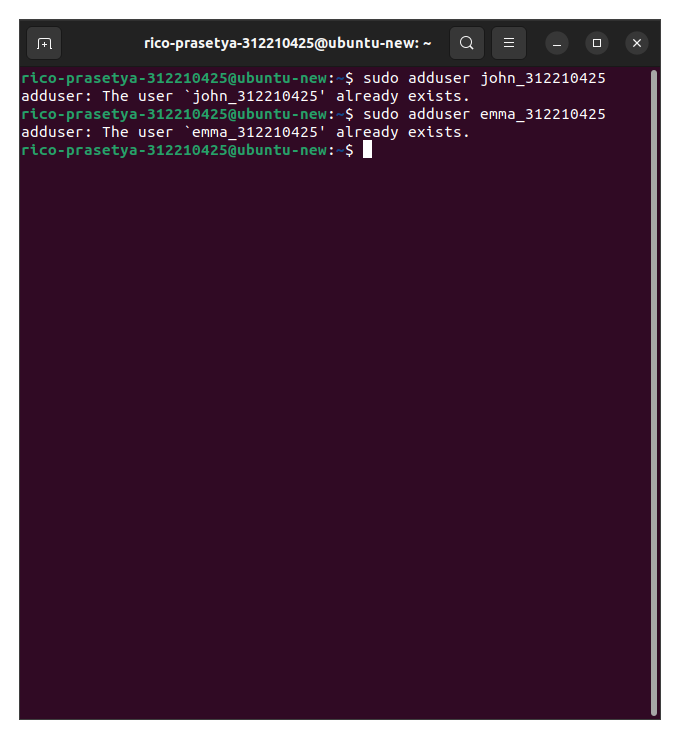 rico-prasetya-312210425@ubuntu-new: ~
rico-prasetya-312210425@ubuntu-new:~$ sudo adduser john_312210425
adduser: The user `john_312210425' already exists.
rico-prasetya-312210425@ubuntu-new:~$ sudo adduser emma_312210425
adduser: The user `emma_312210425' already exists.
rico-prasetya-312210425@ubuntu-new:~$